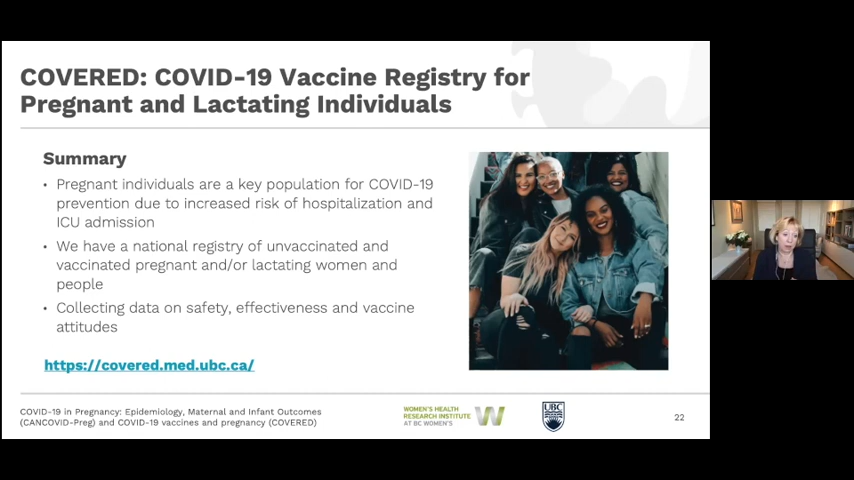 COVERED: COVID-19 Vaccine Registry for
Pregnant and Lactating Individuals
Summary
• Pregnant individuals are a key population for COVID-19
prevention due to increased risk of hospitalization and
ICU admission
• We have a national registry of unvaccinated and
vaccinated pregnant and/or lactating women and
people
• Collecting data on safety, effectiveness and vaccine
attitudes
https://covered.med.ubc.ca/
COVID-19 in Pregnancy: Epidemiology, Maternal and Infant Outcomes
(CANCOVID-Preg) and COVID-19 vaccines and pregnancy (COVERED)
WOMEN'S HEALTH
RESEARCH INSTITUTE
AT BC WOMEN'S
W
UBC
22